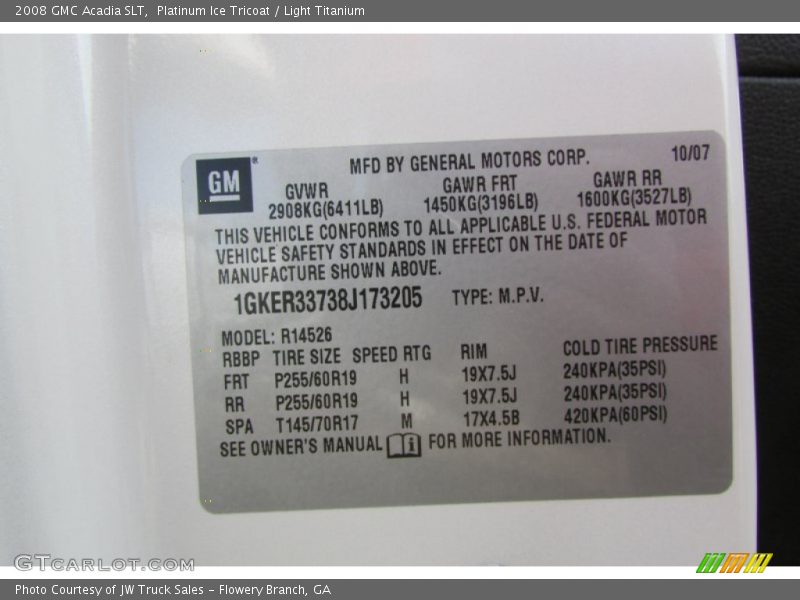 2008 GMC Acadia SLT,  Platinum Ice Tricoat / Light Titanium
GM®
MFD BY GENERAL MOTORS CORP. 10/07
GVWR GAWR FRT GAWR RR
2908KG(6411LB) 1450KG(3196LB) 1600KG(3527LB)
THIS VEHICLE CONFORMS TO ALL APPLICABLE U.S. FEDERAL MOTOR
VEHICLE SAFETY STANDARDS IN EFFECT ON THE DATE OF
MANUFACTURE SHOWN ABOVE.
1GKER33738J173205 TYPE: M.P.V.
MODEL: R14526
RBBP TIRE SIZE SPEED RTG RIM COLD TIRE PRESSURE
FRT P255/60R19 H 19X7.5J 240KPA(35PSI)
RR P255/60R19 H 19X7.5J 240KPA(35PSI)
SPA T145/70R17 M 17X4.5B 420KPA(60PSI)
SEE OWNER'S MANUAL i FOR MORE INFORMATION.
GTCARLOT.COM
Photo Courtesy of JW Truck Sales - Flowery Branch, GA